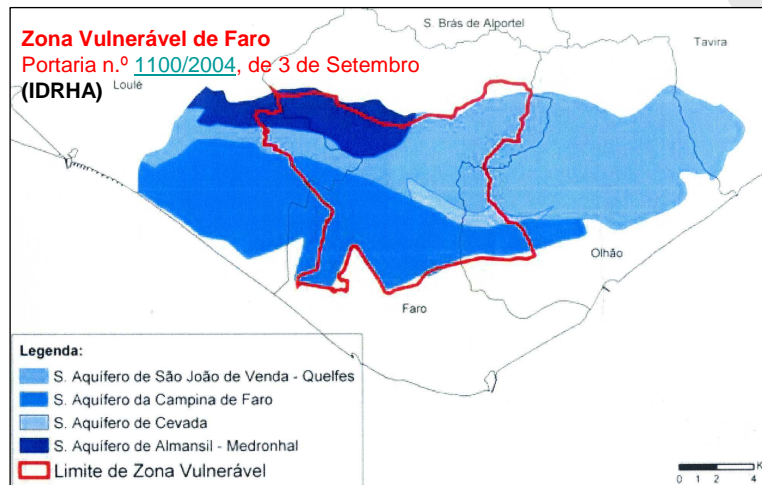 Zona Vulnerável de Faro
Portaria n.º 1100/2004, de 3 de Setembro
(IDRHA)
S. Brás de Alportel
Tavira
Loulé
Olhão
Faro
Legenda:
S. Aquífero de São João de Venda - Quelfes
S. Aquífero da Campina de Faro
S. Aquífero de Cevada
S. Aquífero de Almansil - Medronhal
Limite de Zona Vulnerável
0 1 2 4 K